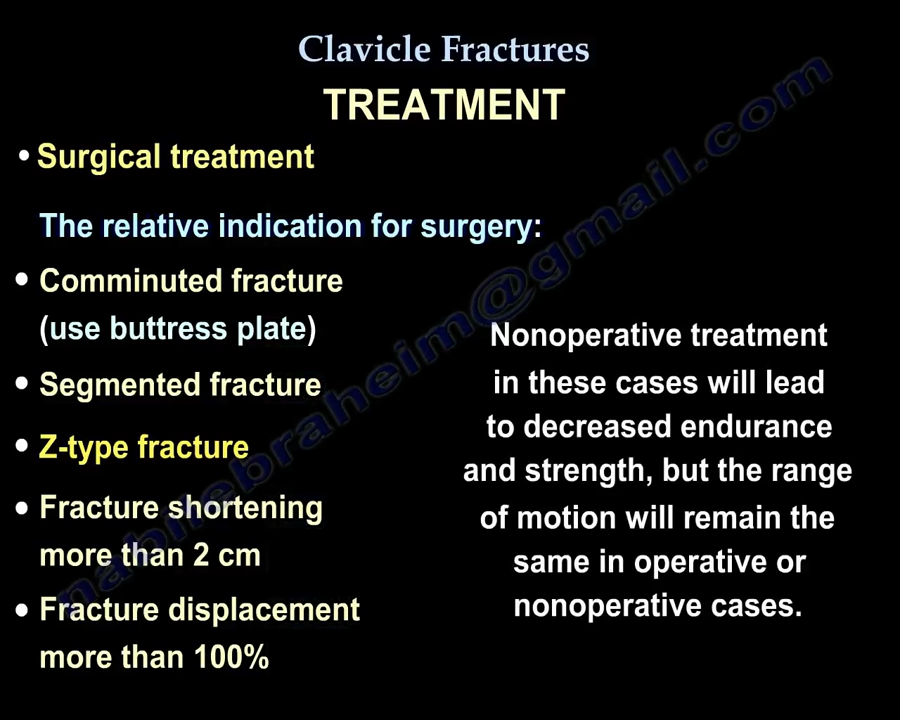 Clavicle Fractures
TREATMENT
• Surgical treatment
The relative indication for surgery:
• Comminuted fracture
(use buttress plate)
• Segmented fracture
• Z-type fracture
• Fracture shortening
more than 2 cm
• Fracture displacement
more than 100%
Nonoperative treatment
in these cases will lead
to decreased endurance
and strength, but the range
of motion will remain the
same in operative or
nonoperative cases.
nabilebraheim@gmail.com